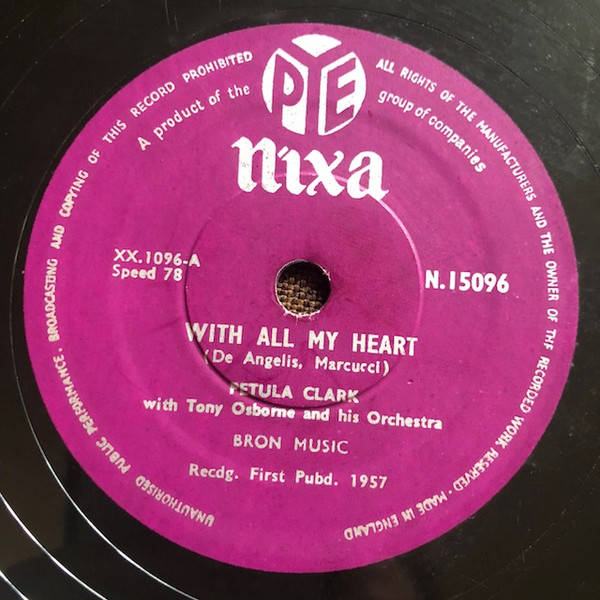 UNAUTHORISED PUBLIC PERFORMANCE, BROADCASTING AND COPYING OF THIS RECORD PROHIBITED
ALL RIGHTS OF THE MANUFACTURERS AND THE OWNER OF THE RECORDED WORK RESERVED · MADE IN ENGLAND
A product of the
PYE
group of companies
nixa
XX.1096-A
Speed 78
N.15096
WITH ALL MY HEART
(De Angelis, Marcucci)
PETULA CLARK
with Tony Osborne and his Orchestra
BRON MUSIC
Recdg. First Pubd. 1957